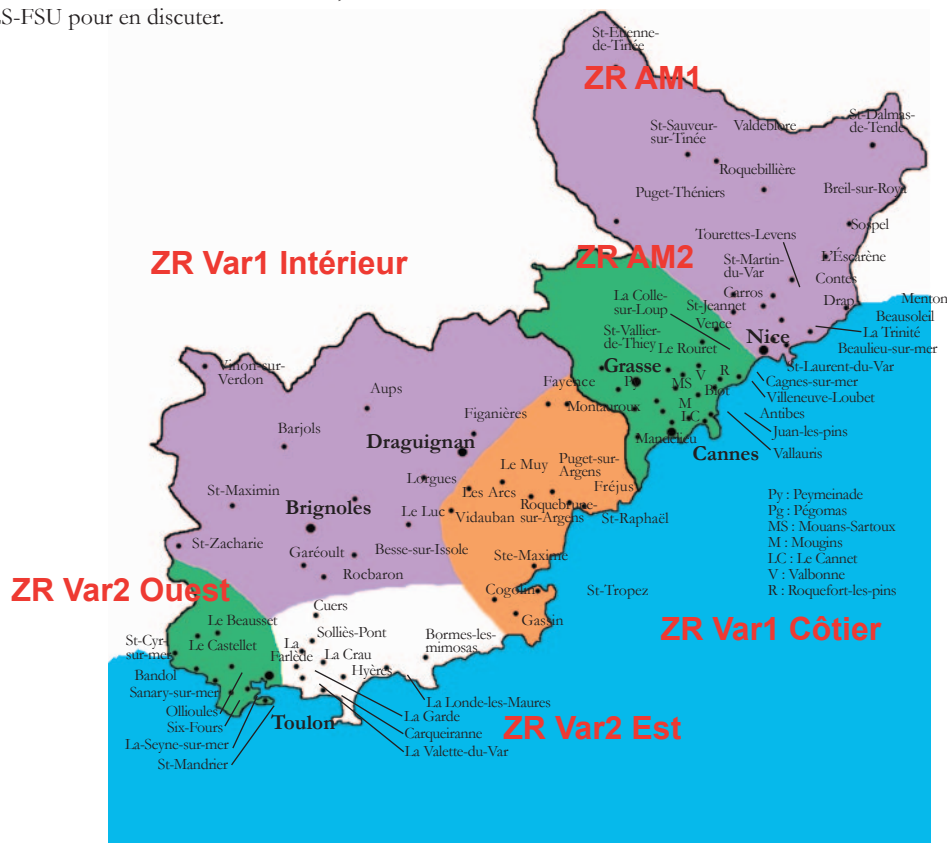 ES-FSU pour en discuter.
St-Etienne-
de-Tinée
ZR AM1
St-Sauveur-
sur-Tinée
Valdeblore
St-Dalmas-
de-Tende
Roquebillière
Puget-Théniers
Breil-sur-Roya
Sospel
Tourettes-Levens
ZR Var1 Intérieur
ZR AM2
St-Martin-
du-Var
L'Éscarène
Contes
Carros
La Colle-
sur-Loup
St-Jeannet
Drap
Menton
Beausoleil
Vence
La Trinité
St-Vallier-
de-Thiey
Nice
Le Rouret
Beaulieu-sur-mer
Vinon-sur-
Verdon
Grasse
St-Laurent-du-Var
V
R
Cagnes-sur-mer
Aups
Fayence
Py
MS
Biot
Villeneuve-Loubet
Figanières
Montauroux
M
Antibes
LC
Barjols
Draguignan
Mandelieu
Juan-les-pins
Cannes
Vallauris
Le Muy
Puget-sur-
Argens
Lorgues
St-Maximin
Les Arcs
Fréjus
Brignoles
Le Luc
Vidauban
Roquebrune-
sur-Argens
St-Raphaël
Py : Peymeinade
Pg : Pégomas
MS : Mouans-Sartoux
M : Mougins
LC : Le Cannet
V : Valbonne
R : Roquefort-les-pins
St-Zacharie
Garéoult
Besse-sur-Issole
Ste-Maxime
Rocbaron
ZR Var2 Ouest
Cogolin
St-Tropez
Cuers
Gassin
ZR Var1 Côtier
Le Beausset
St-Cyr-
sur-mer
Le Castellet
Solliès-Pont
La
Farlède
La Crau
Bormes-les-
mimosas
Bandol
Hyères
Sanary-sur-mer
La Londe-les-Maures
Ollioules
La Garde
Six-Fours
Toulon
Carqueiranne
ZR Var2 Est
La-Seyne-sur-mer
La Valette-du-Var
St-Mandrier